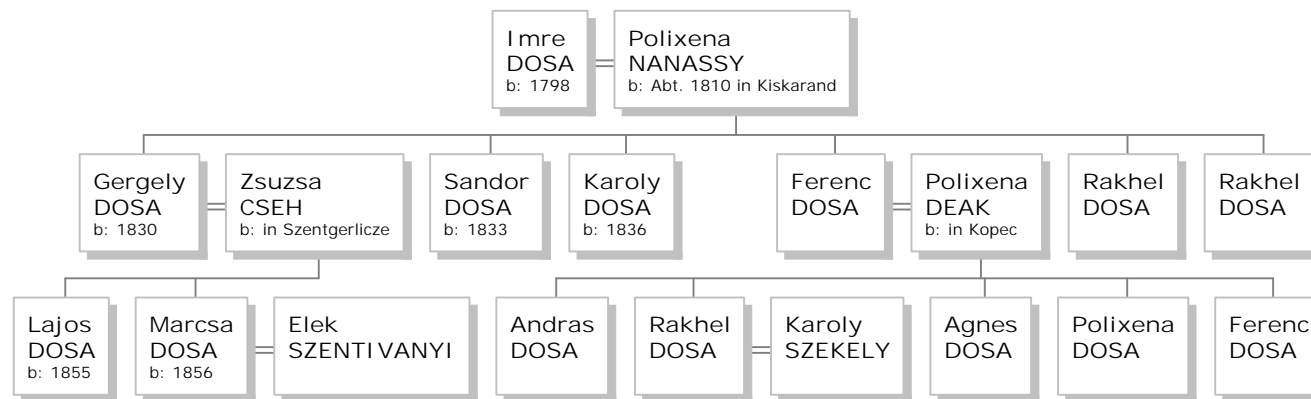 Imre
DOSA
b: 1798
Polixena
NANASSY
b: Abt. 1810 in Kiskarand
Gergely
DOSA
b: 1830
Zsuzsa
CSEH
b: in Szentgerlicze
Sandor
DOSA
b: 1833
Karoly
DOSA
b: 1836
Ferenc
DOSA
Polixena
DEAK
b: in Kopec
Rakhel
DOSA
Rakhel
DOSA
Lajos
DOSA
b: 1855
Marcsa
DOSA
b: 1856
Elek
SZENTIVANYI
Andras
DOSA
Rakhel
DOSA
Karoly
SZEKELY
Agnes
DOSA
Polixena
DOSA
Ferenc
DOSA